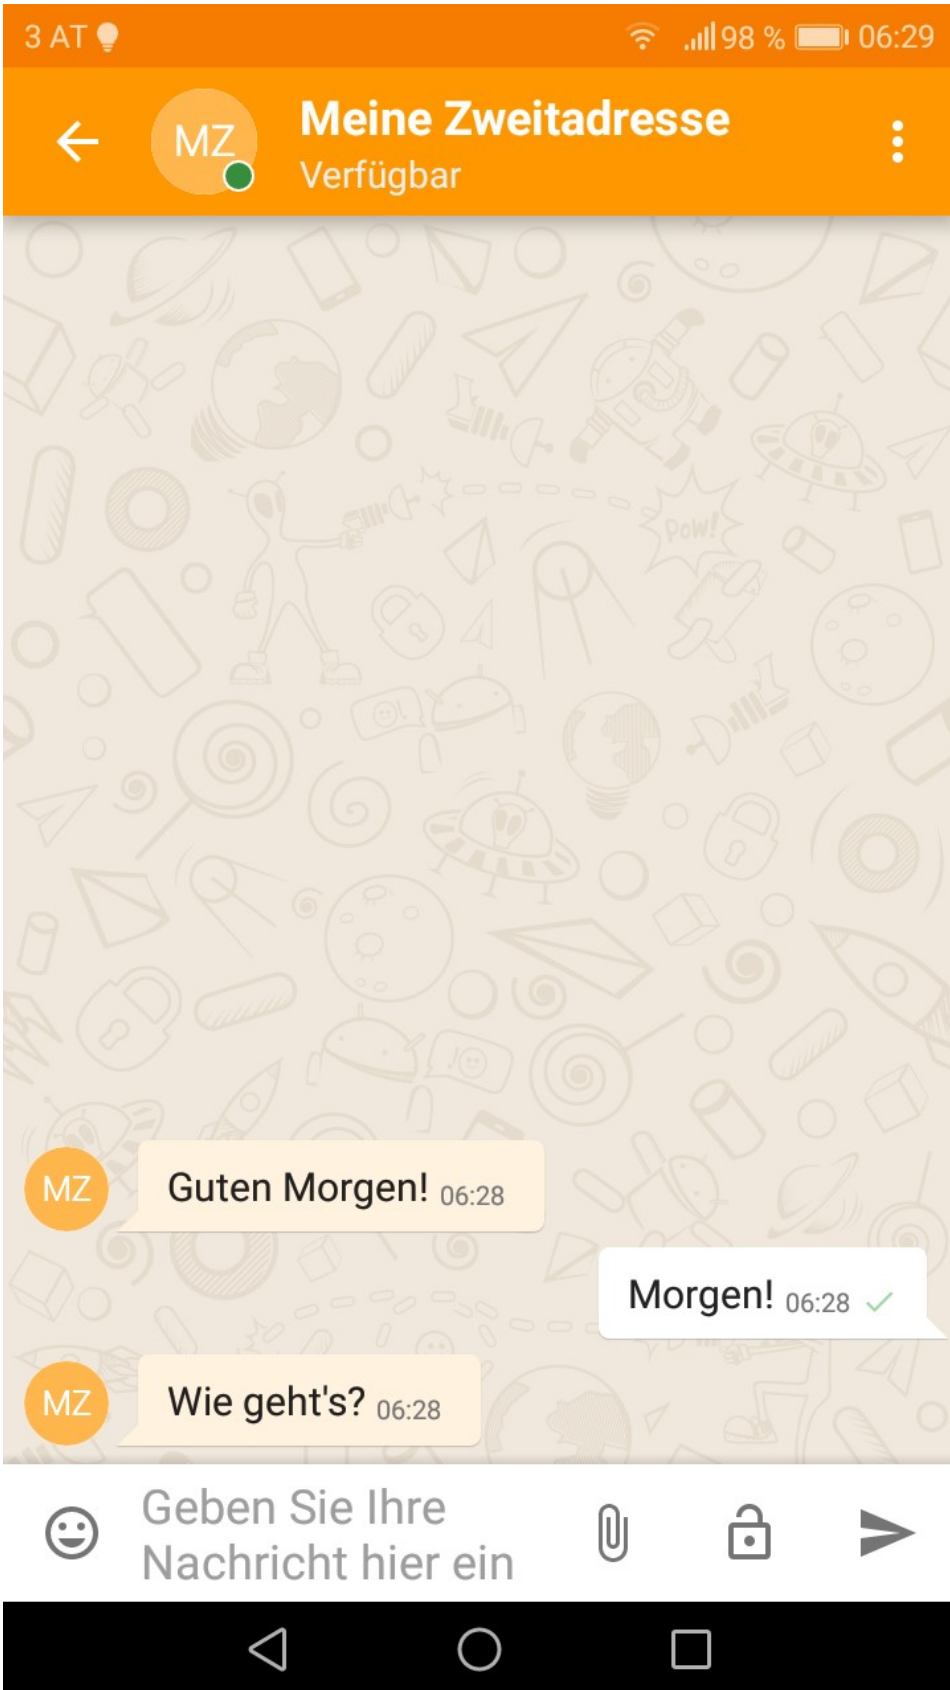 3 AT 98 % 06:29
MZ
Meine Zweitadresse
Verfügbar
Pow!
MZ Guten Morgen! 06:28
Morgen! 06:28
MZ Wie geht's? 06:28
Geben Sie Ihre
Nachricht hier ein